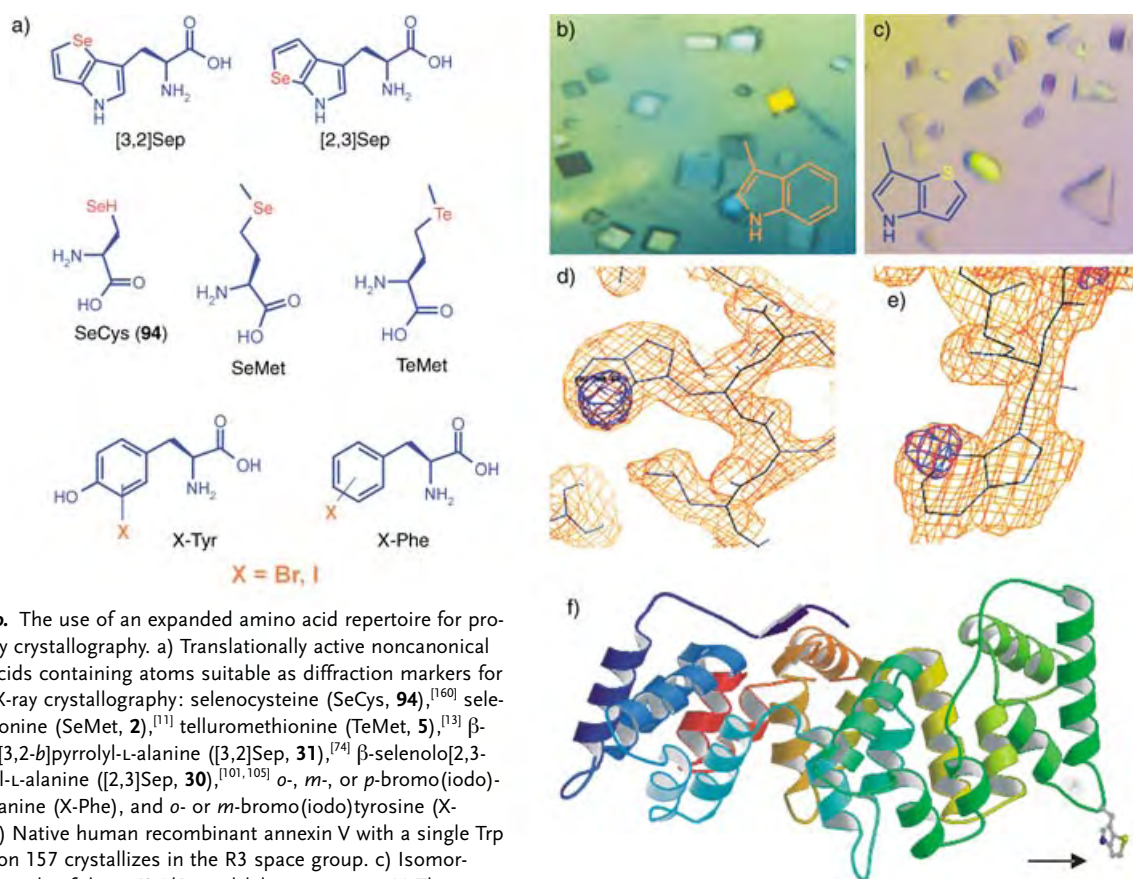 a)
Se
O
OH
NH₂
N
H
[3,2]Sep
Se
O
OH
NH₂
N
H
[2,3]Sep
SeH
H₂N
O
HO
SeCys (94)
Se
H₂N
O
HO
SeMet
Te
H₂N
O
HO
TeMet
O
OH
NH₂
HO
X
X-Tyr
O
OH
NH₂
X
X-Phe
X = Br, I
b)
N
H
c)
S
N
H
d)
e)
f)
The use of an expanded amino acid repertoire for pro-
y crystallography. a) Translationally active noncanonical
cids containing atoms suitable as diffraction markers for
X-ray crystallography: selenocysteine (SeCys, 94),[160] sele-
onine (SeMet, 2),[11] telluromethionine (TeMet, 5),[13] β-
[3,2-b]pyrrolyl-L-alanine ([3,2]Sep, 31),[74] β-selenolo[2,3-
l-L-alanine ([2,3]Sep, 30),[101,105] o-, m-, or p-bromo(iodo)-
anine (X-Phe), and o- or m-bromo(iodo)tyrosine (X-
) Native human recombinant annexin V with a single Trp
on 157 crystallizes in the R3 space group. c) Isomor-